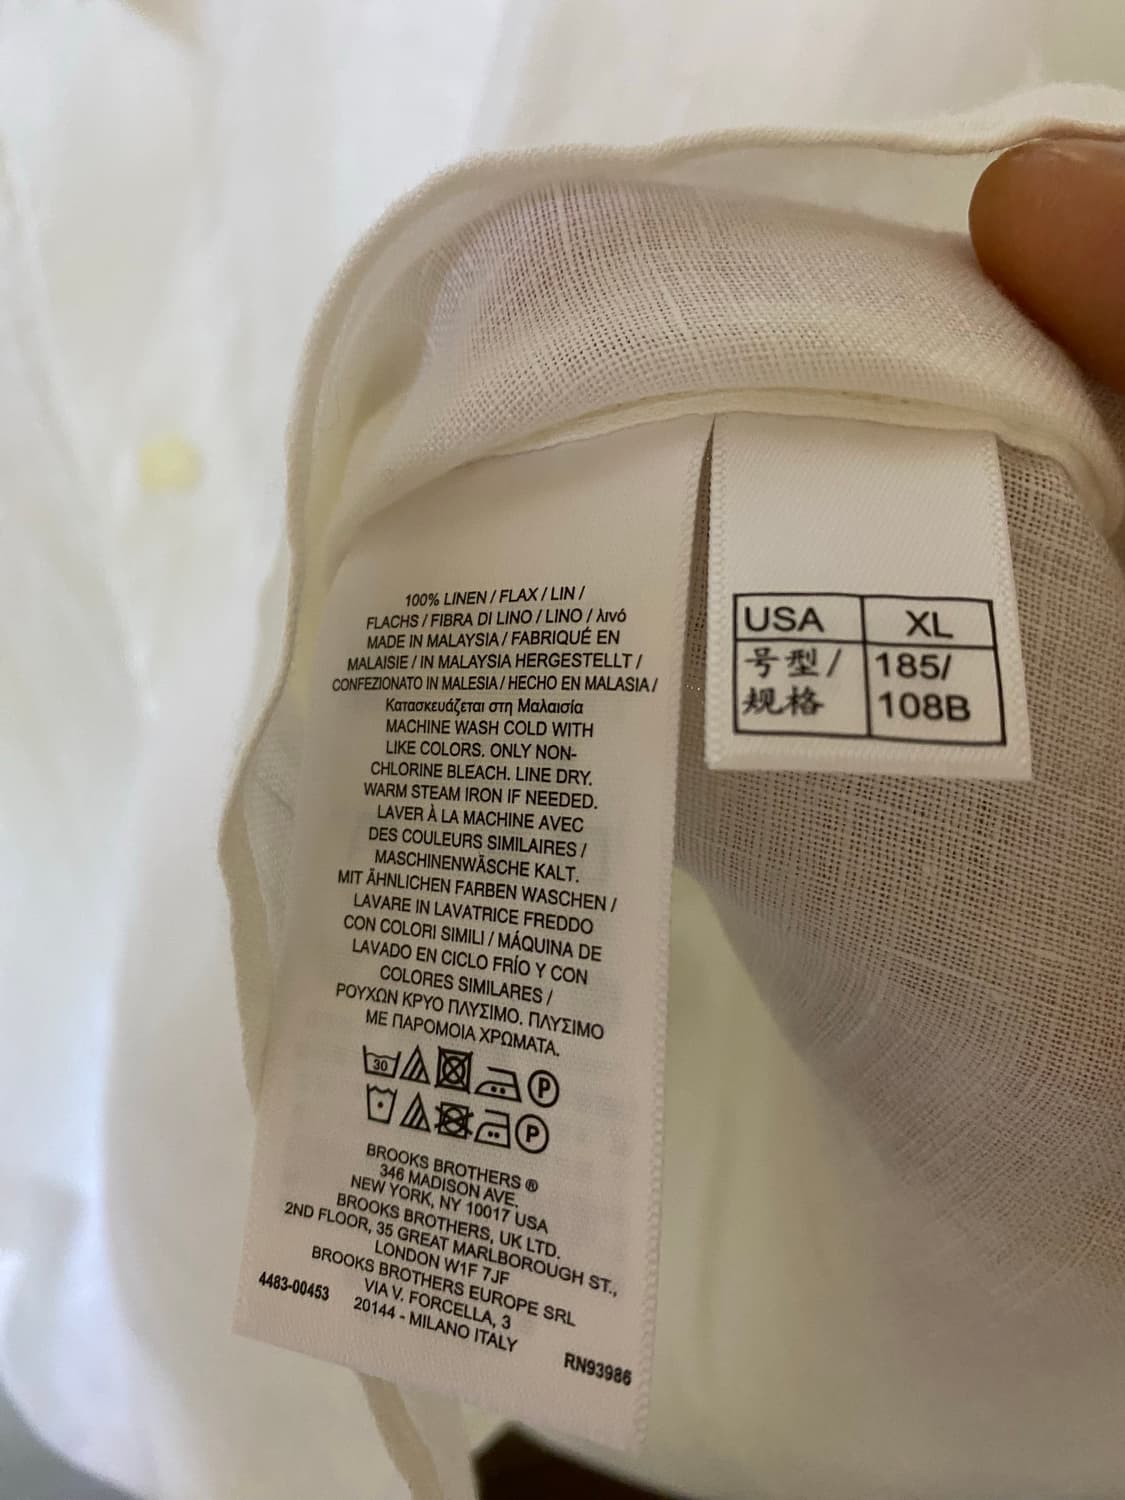 100% LINEN / FLAX / LIN /
FLACHS / FIBRA DI LINO / LINO / λινό
MADE IN MALAYSIA / FABRIQUÉ EN
MALAISIE / IN MALAYSIA HERGESTELLT /
CONFEZIONATO IN MALESIA / HECHO EN MALASIA /
Κατασκευάζεται στη Μαλαισία
MACHINE WASH COLD WITH
LIKE COLORS. ONLY NON-
CHLORINE BLEACH. LINE DRY.
WARM STEAM IRON IF NEEDED.
LAVER À LA MACHINE AVEC
DES COULEURS SIMILAIRES /
MASCHINENWÄSCHE KALT.
MIT ÄHNLICHEN FARBEN WASCHEN /
LAVARE IN LAVATRICE FREDDO
CON COLORI SIMILI / MÁQUINA DE
LAVADO EN CICLO FRÍO Y CON
COLORES SIMILARES /
ΡΟΥΧΩΝ ΚΡΥΟ ΠΛΥΣΙΜΟ. ΠΛΥΣΙΜΟ
ΜΕ ΠΑΡΟΜΟΙΑ ΧΡΩΜΑΤΑ.
30 P
P
BROOKS BROTHERS ®
346 MADISON AVE.
NEW YORK, NY 10017 USA
BROOKS BROTHERS, UK LTD.
2ND FLOOR, 35 GREAT MARLBOROUGH ST.,
LONDON W1F 7JF
BROOKS BROTHERS EUROPE SRL
VIA V. FORCELLA, 3
20144 - MILANO ITALY
4483-00453
RN93986
USA XL
号型/ 185/
规格 108B